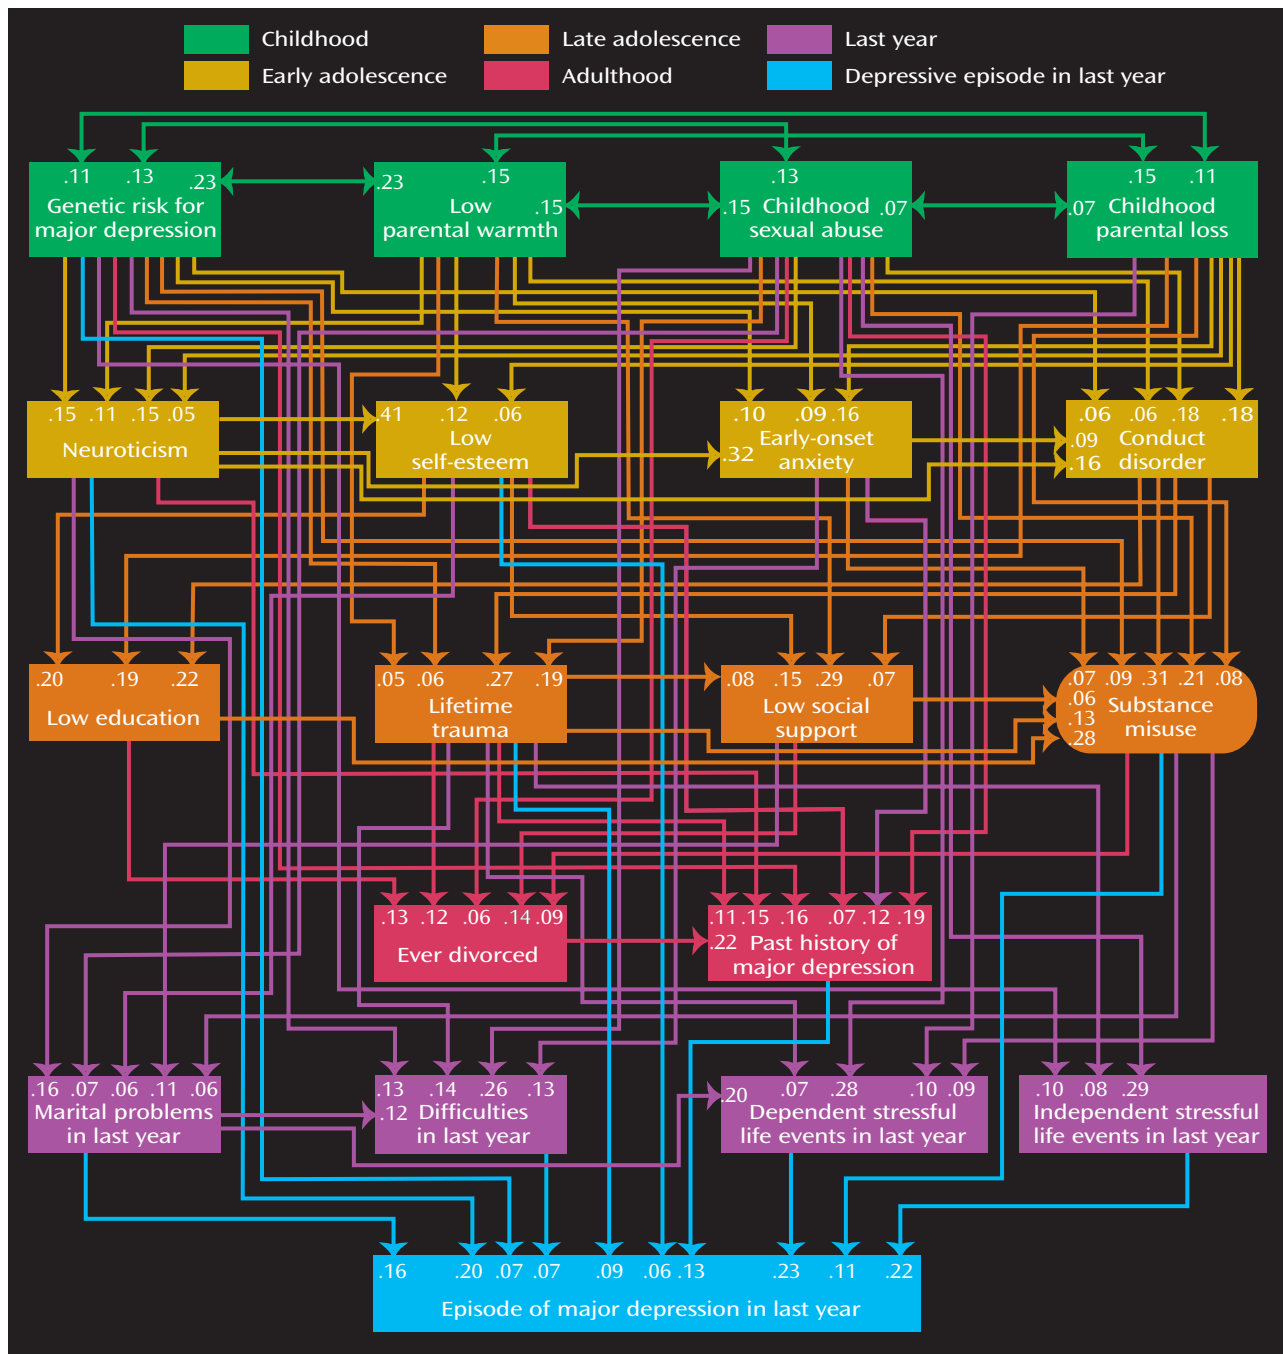 Childhood
Late adolescence
Last year
Early adolescence
Adulthood
Depressive episode in last year
.11 .13 .23
Genetic risk for
major depression
.23 .15 .15
Low
parental warmth
.13 .15 .07
Childhood
sexual abuse
.15 .11 .07
Childhood
parental loss
.15 .11 .15 .05
Neuroticism
.41 .12 .06
Low
self-esteem
.10 .09 .16
.32
Early-onset
anxiety
.06 .06 .18 .18
.09
.16
Conduct
disorder
.20 .19 .22
Low education
.05 .06 .27 .19
Lifetime
trauma
.08 .15 .29 .07
Low social
support
.07 .09 .31 .21 .08
.06
.13
.28
Substance
misuse
.13 .12 .06 .14 .09
Ever divorced
.11 .15 .16 .07 .12 .19
.22
Past history of
major depression
.16 .07 .06 .11 .06
Marital problems
in last year
.13 .14 .26 .13
.12
Difficulties
in last year
.20 .07 .28 .10 .09
Dependent stressful
life events in last year
.10 .08 .29
Independent stressful
life events in last year
.16 .20 .07 .07 .09 .06 .13 .23 .11 .22
Episode of major depression in last year